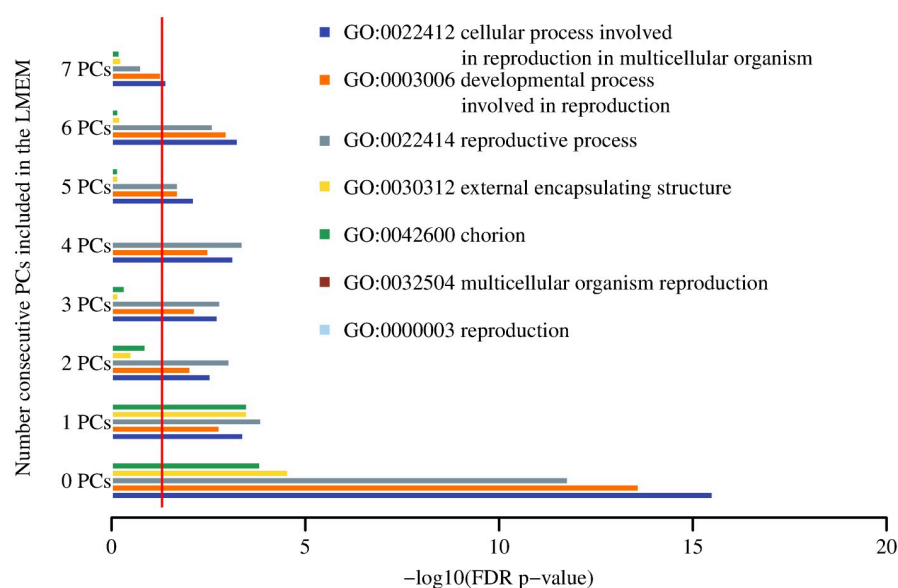 Number consecutive PCs included in the LMEM
7 PCs
6 PCs
5 PCs
4 PCs
3 PCs
2 PCs
1 PCs
0 PCs
GO:0022412 cellular process involved
in reproduction in multicellular organism
GO:0003006 developmental process
involved in reproduction
GO:0022414 reproductive process
GO:0030312 external encapsulating structure
GO:0042600 chorion
GO:0032504 multicellular organism reproduction
GO:0000003 reproduction
0 5 10 15 20
−log10(FDR p−value)